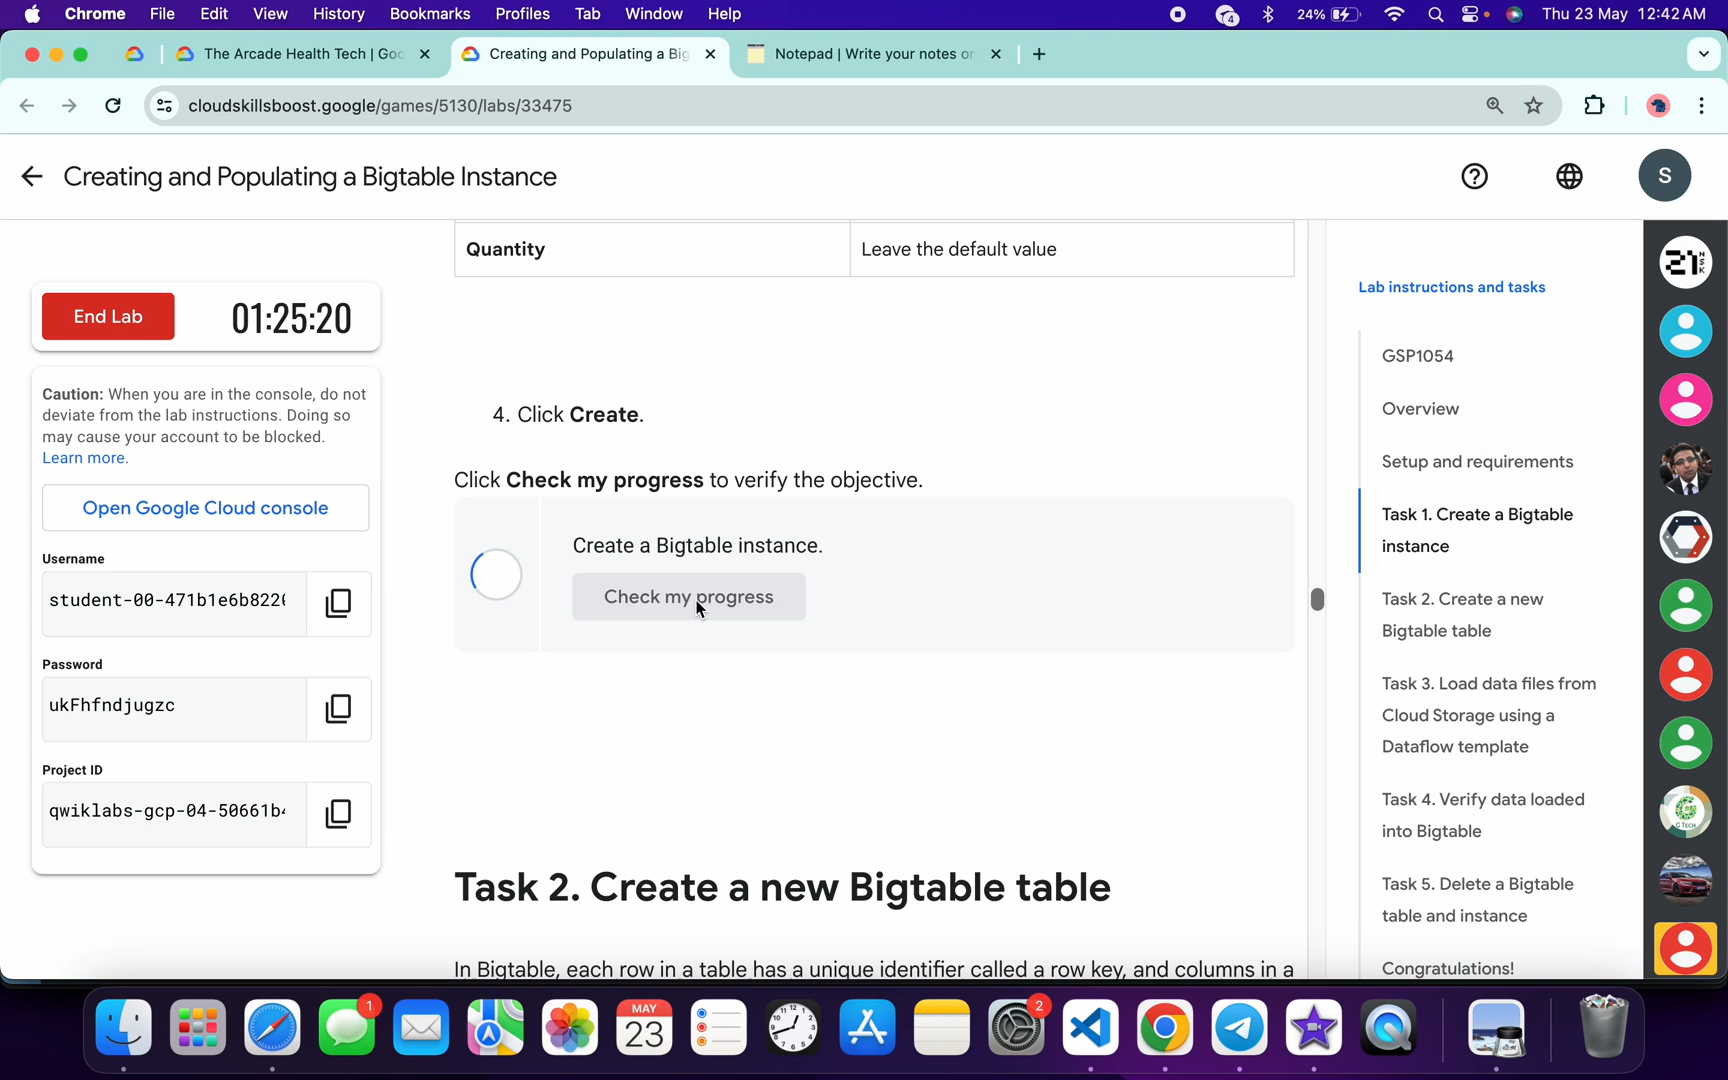 Chrome File Edit View History Bookmarks Profiles Tab Window Help 4 24% Thu 23 May 12:42 AM
The Arcade Health Tech | Goo
Creating and Populating a Big
Notepad | Write your notes on
cloudskillsboost.google/games/5130/labs/33475
Creating and Populating a Bigtable Instance
S
End Lab
01:25:20
Caution: When you are in the console, do not
deviate from the lab instructions. Doing so
may cause your account to be blocked.
Learn more.
Open Google Cloud console
Username
student-00-471b1e6b8220
Password
ukFhfndjugzc
Project ID
qwiklabs-gcp-04-50661b4
Quantity
Leave the default value
4. Click Create.
Click Check my progress to verify the objective.
Create a Bigtable instance.
Check my progress
Task 2. Create a new Bigtable table
In Bigtable, each row in a table has a unique identifier called a row key, and columns in a
Lab instructions and tasks
GSP1054
Overview
Setup and requirements
Task 1. Create a Bigtable
instance
Task 2. Create a new
Bigtable table
Task 3. Load data files from
Cloud Storage using a
Dataflow template
Task 4. Verify data loaded
into Bigtable
Task 5. Delete a Bigtable
table and instance
Congratulations!
21
NSK
G TECH
1
MAY
23
2